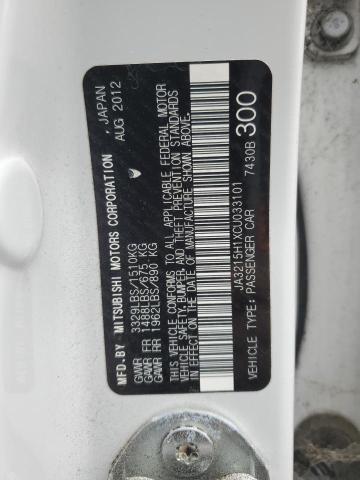 MFD.BY MITSUBISHI MOTORS CORPORATION , JAPAN
AUG 2012
GVWR 3329LBS/1510KG
GAWR FR 1488LBS/675 KG
GAWR RR 1962LBS/890 KG
THIS VEHICLE CONFORMS TO ALL APPLICABLE FEDERAL MOTOR
VEHICLE SAFETY, BUMPER, AND THEFT PREVENTION STANDARDS
IN EFFECT ON THE DATE OF MANUFACTURE SHOWN ABOVE.
JA32T5H1XCU033101
VEHICLE TYPE: PASSENGER CAR
7430B 300